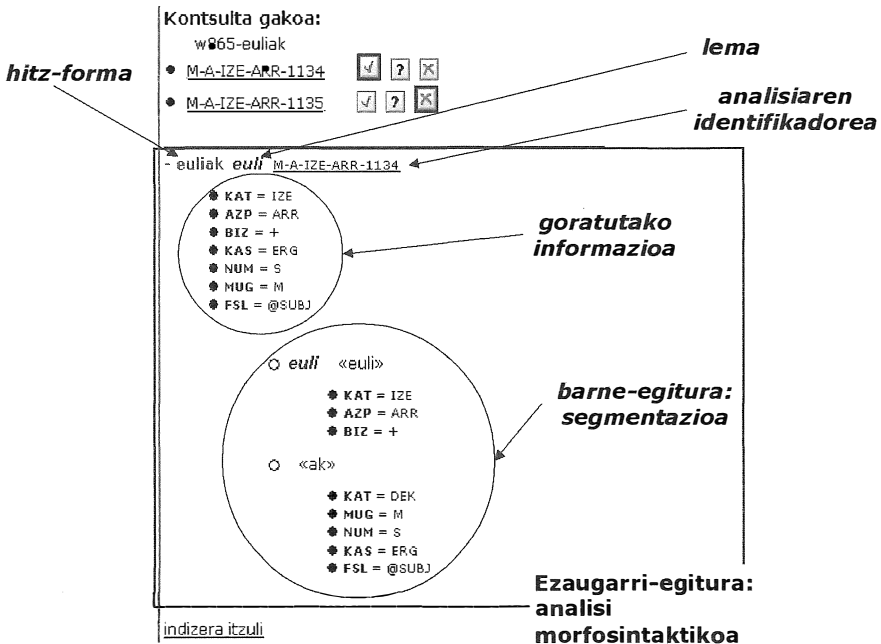 Kontsulta gakoa:
w865-euliak
M-A-IZE-ARR-1134 √ ? X
M-A-IZE-ARR-1135 √ ? X
hitz-forma
lema
analisiaren
identifikadorea
- euliak euli M-A-IZE-ARR-1134
KAT = IZE
AZP = ARR
BIZ = +
KAS = ERG
NUM = S
MUG = M
FSL = @SUBJ
goratutako
informazioa
euli «euli»
KAT = IZE
AZP = ARR
BIZ = +
«ak»
KAT = DEK
MUG = M
NUM = S
KAS = ERG
FSL = @SUBJ
barne-egitura:
segmentazioa
Ezaugarri-egitura:
analisi
morfosintaktikoa
indizera itzuli